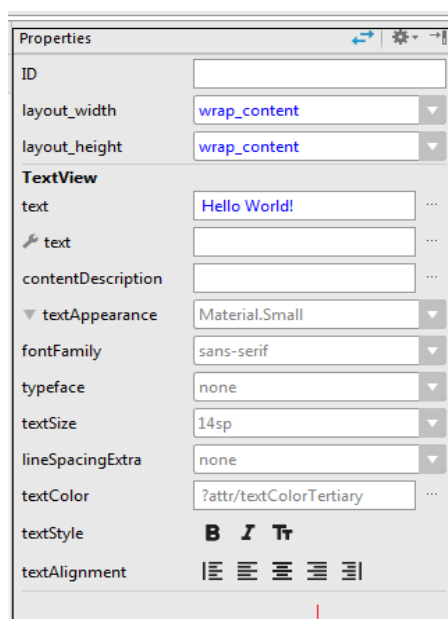 Properties
ID
layout_width wrap_content
layout_height wrap_content
TextView
text Hello World!
text
contentDescription
textAppearance Material.Small
fontFamily sans-serif
typeface none
textSize 14sp
lineSpacingExtra none
textColor ?attr/textColorTertiary
textStyle B I Tт
textAlignment